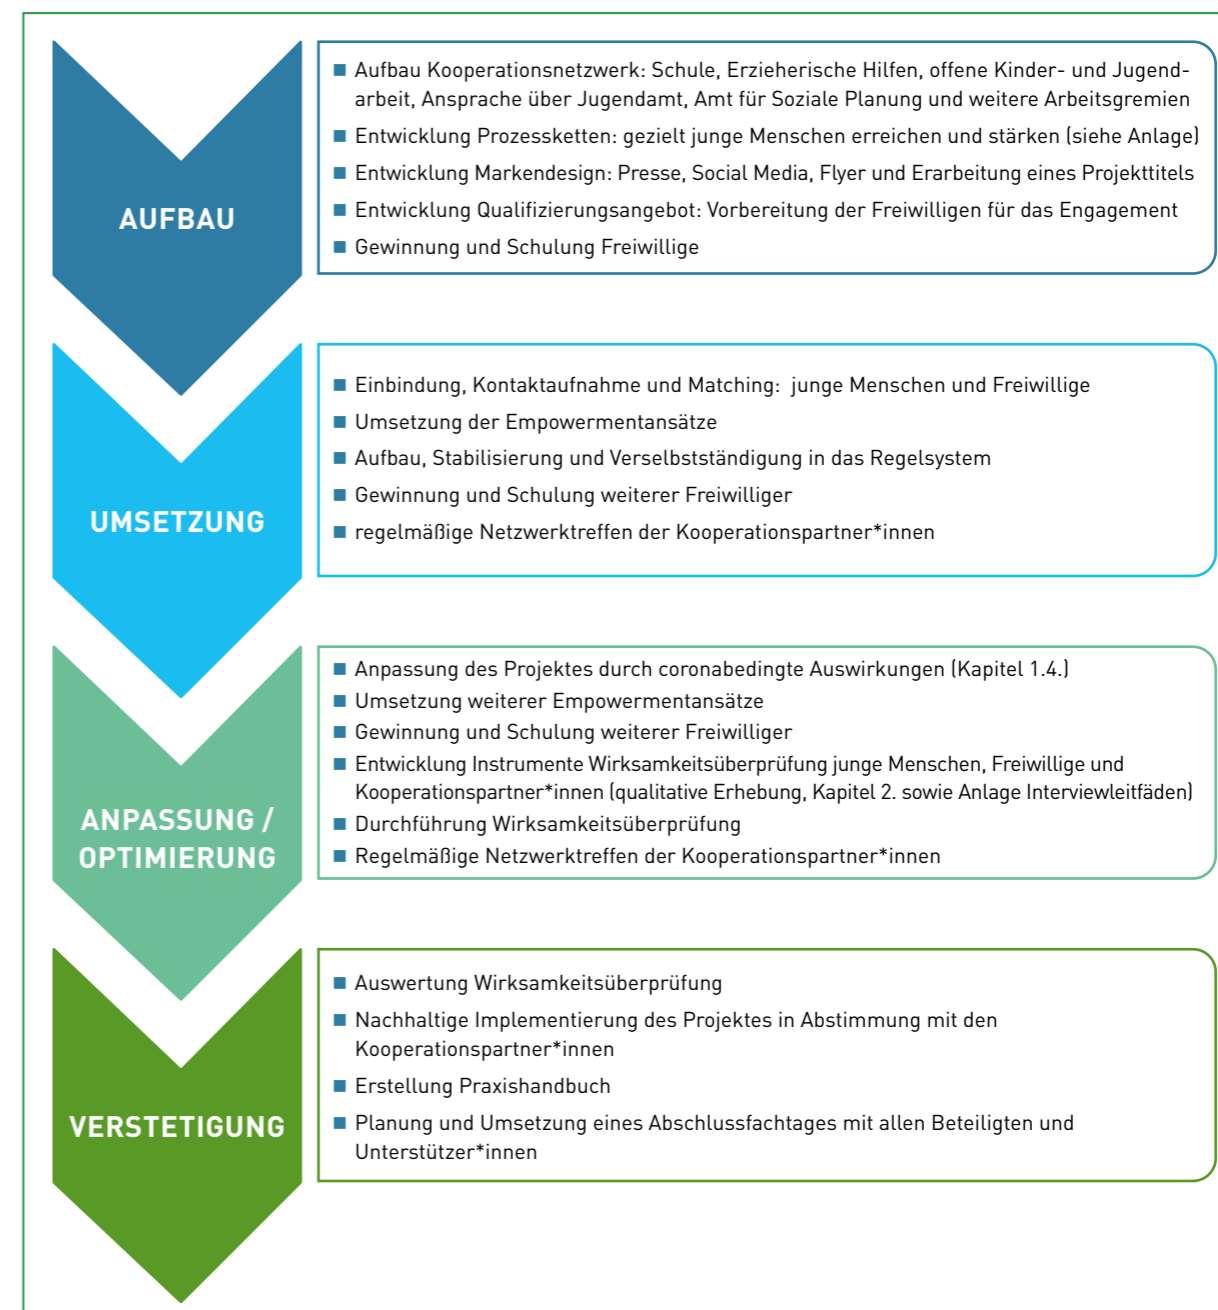 AUFBAU
■ Aufbau Kooperationsnetzwerk: Schule, Erzieherische Hilfen, offene Kinder- und Jugend-
arbeit, Ansprache über Jugendamt, Amt für Soziale Planung und weitere Arbeitsgremien
■ Entwicklung Prozessketten: gezielt junge Menschen erreichen und stärken (siehe Anlage)
■ Entwicklung Markendesign: Presse, Social Media, Flyer und Erarbeitung eines Projekttitels
■ Entwicklung Qualifizierungsangebot: Vorbereitung der Freiwilligen für das Engagement
■ Gewinnung und Schulung Freiwillige
UMSETZUNG
■ Einbindung, Kontaktaufnahme und Matching: junge Menschen und Freiwillige
■ Umsetzung der Empowermentansätze
■ Aufbau, Stabilisierung und Verselbstständigung in das Regelsystem
■ Gewinnung und Schulung weiterer Freiwilliger
■ regelmäßige Netzwerktreffen der Kooperationspartner*innen
ANPASSUNG /
OPTIMIERUNG
■ Anpassung des Projektes durch coronabedingte Auswirkungen (Kapitel 1.4.)
■ Umsetzung weiterer Empowermentansätze
■ Gewinnung und Schulung weiterer Freiwilliger
■ Entwicklung Instrumente Wirksamkeitsüberprüfung junge Menschen, Freiwillige und
Kooperationspartner*innen (qualitative Erhebung, Kapitel 2. sowie Anlage Interviewleitfäden)
■ Durchführung Wirksamkeitsüberprüfung
■ Regelmäßige Netzwerktreffen der Kooperationspartner*innen
VERSTETIGUNG
■ Auswertung Wirksamkeitsüberprüfung
■ Nachhaltige Implementierung des Projektes in Abstimmung mit den
Kooperationspartner*innen
■ Erstellung Praxishandbuch
■ Planung und Umsetzung eines Abschlussfachtages mit allen Beteiligten und
Unterstützer*innen